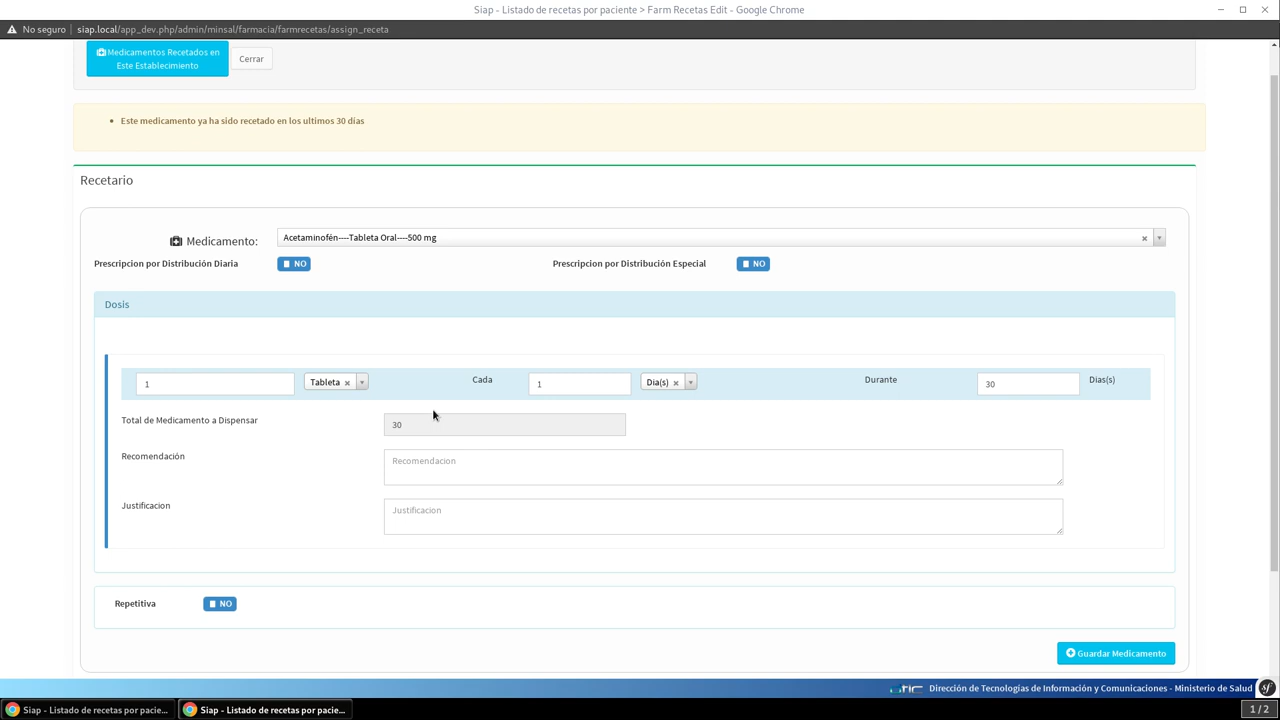 Siap - Listado de recetas por paciente > Farm Recetas Edit - Google Chrome
No seguro
siap.local/app_dev.php/admin/minsal/farmacia/farmrecetas/assign_receta
Medicamentos Recetados en
Este Establecimiento
Cerrar
Este medicamento ya ha sido recetado en los ultimos 30 días
Recetario
Medicamento:
Acetaminofén----Tableta Oral----500 mg
Prescripcion por Distribución Diaria
NO
Prescripcion por Distribución Especial
NO
Dosis
1
Tableta
Cada
1
Dia(s)
Durante
30
Dias(s)
Total de Medicamento a Dispensar
30
Recomendación
Recomendacion
Justificacion
Justificacion
Repetitiva
NO
Guardar Medicamento
Dirección de Tecnologías de Información y Comunicaciones - Ministerio de Salud
sf
Siap - Listado de recetas por pacie...
Siap - Listado de recetas por pacie...
1 / 2